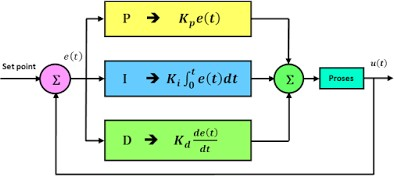 P → K_p e(t)
e(t)
Set point
Σ
I → K_i ∫_0^t e(t)dt
Σ
Proses
u(t)
D → K_d de(t)/dt